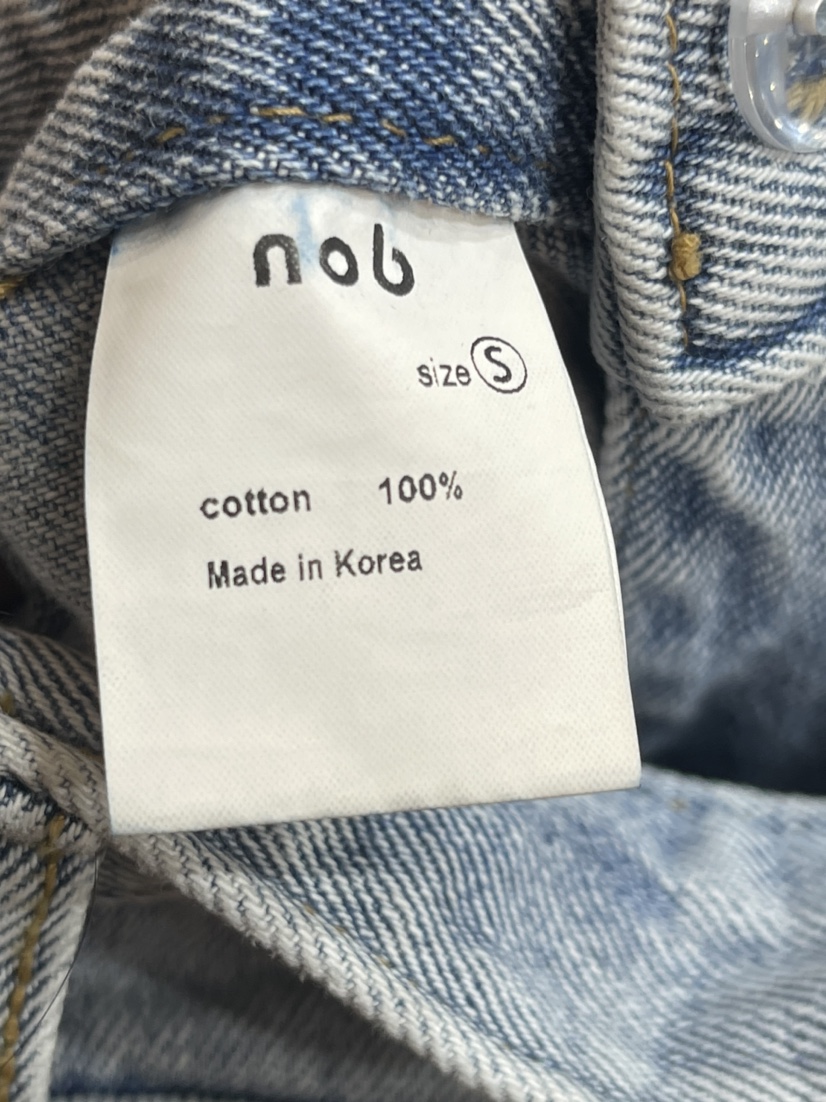 nob
size Ⓢ
cotton 100%
Made in Korea